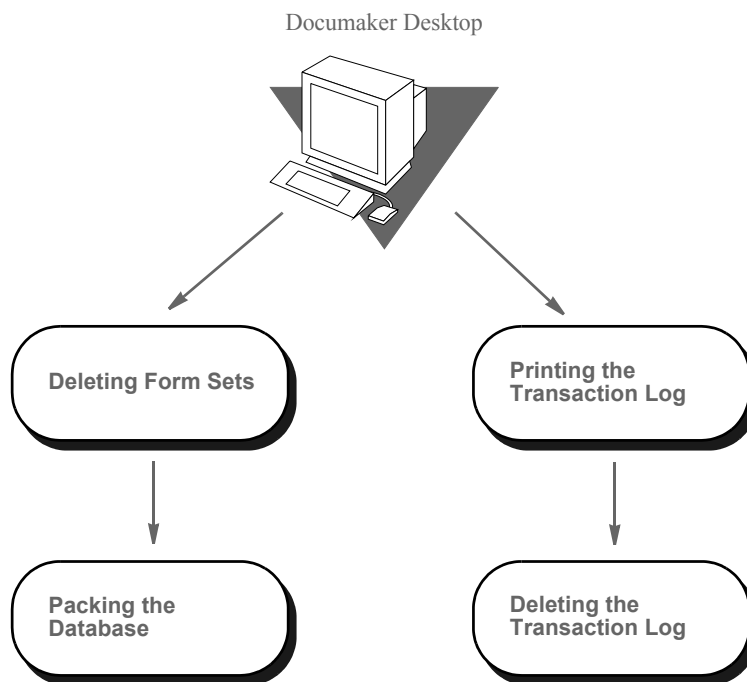 Documaker Desktop
Deleting Form Sets
Printing the
Transaction Log
Packing the
Database
Deleting the
Transaction Log